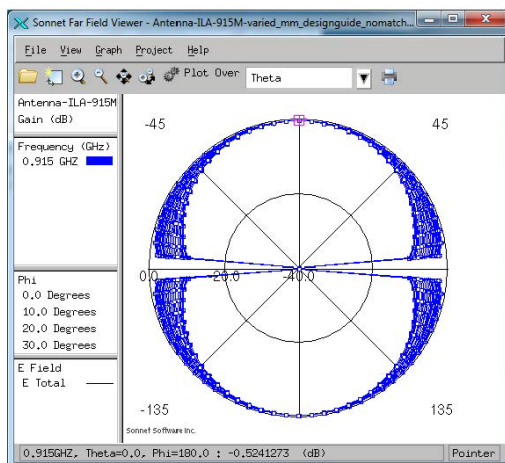 Sonnet Far Field Viewer - Antenna-ILA-915M-varied_mm_designguide_nomatch...
File View Graph Project Help
Plot Over Theta
Antenna-ILA-915M
Gain (dB)
Frequency (GHz)
0.915 GHZ
Phi
0.0 Degrees
10.0 Degrees
20.0 Degrees
30.0 Degrees
E Field
E Total
-45 45
0.0 -20.0 -40.0
-135 135
Sonnet Software Inc.
0.915GHZ, Theta=0.0, Phi=180.0 : -0.5241273 (dB) Pointer